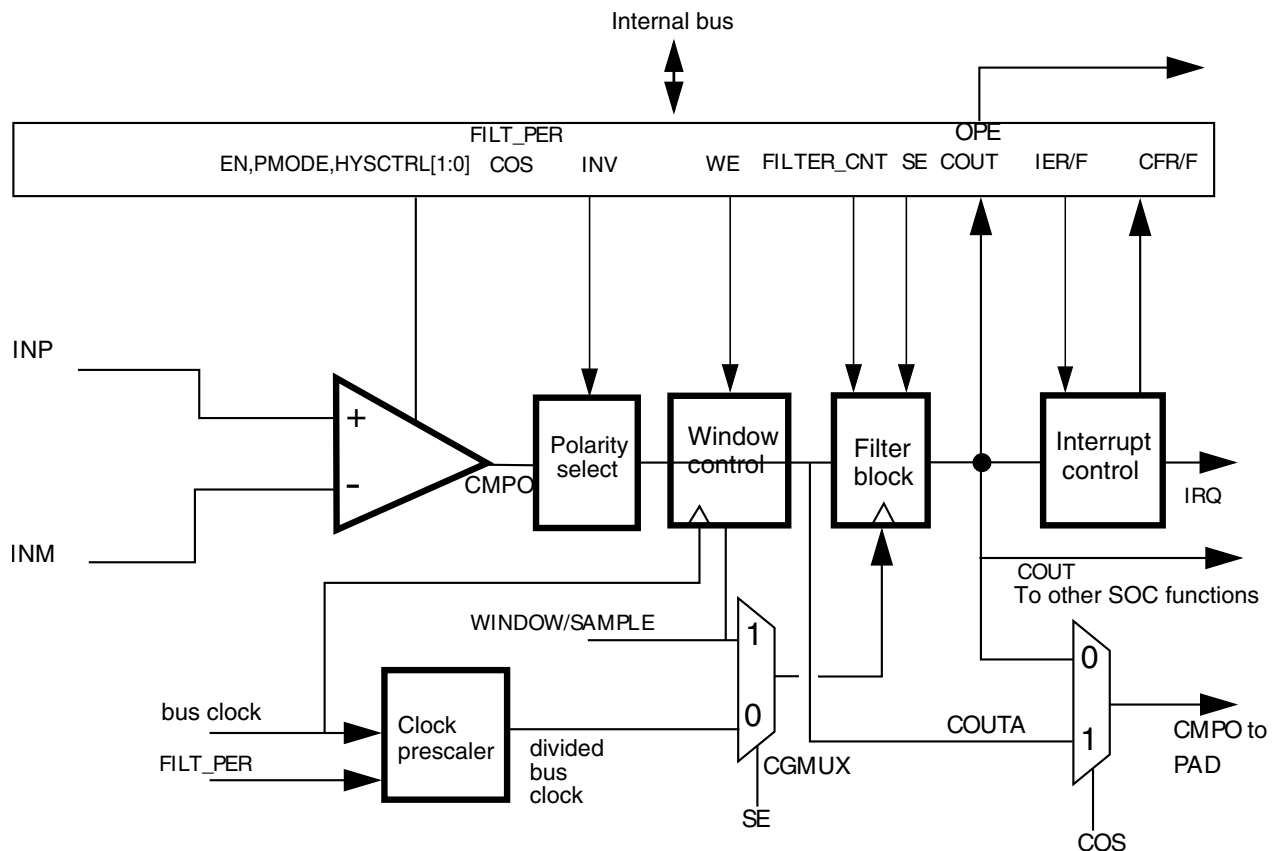 Internal bus
OPE
FILT_PER
EN,PMODE,HYSCTRL[1:0] COS INV WE FILTER_CNT SE COUT IER/F CFR/F
INP
+
-
INM
CMPO
Polarity
select
Window
control
Filter
block
Interrupt
control
IRQ
COUT
To other SOC functions
WINDOW/SAMPLE
1
0
CGMUX
SE
bus clock
FILT_PER
Clock
prescaler
divided
bus
clock
COUTA
0
1
COS
CMPO to
PAD